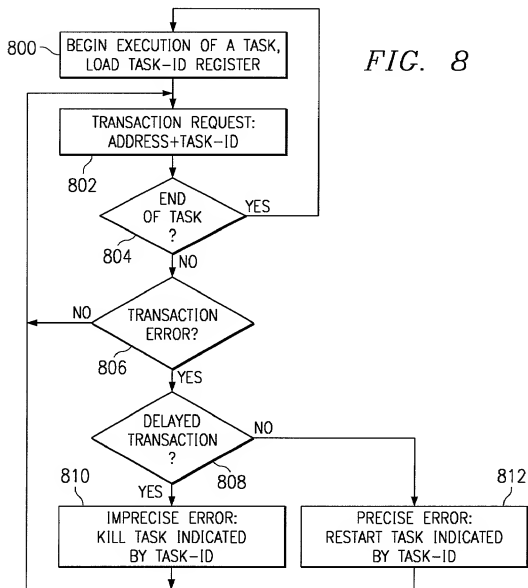 FIG. 8
800
BEGIN EXECUTION OF A TASK,
LOAD TASK-ID REGISTER
TRANSACTION REQUEST:
ADDRESS+TASK-ID
802
END
OF TASK
?
YES
804
NO
TRANSACTION
ERROR?
NO
806
YES
DELAYED
TRANSACTION
?
NO
808
YES
810
IMPRECISE ERROR:
KILL TASK INDICATED
BY TASK-ID
812
PRECISE ERROR:
RESTART TASK INDICATED
BY TASK-ID